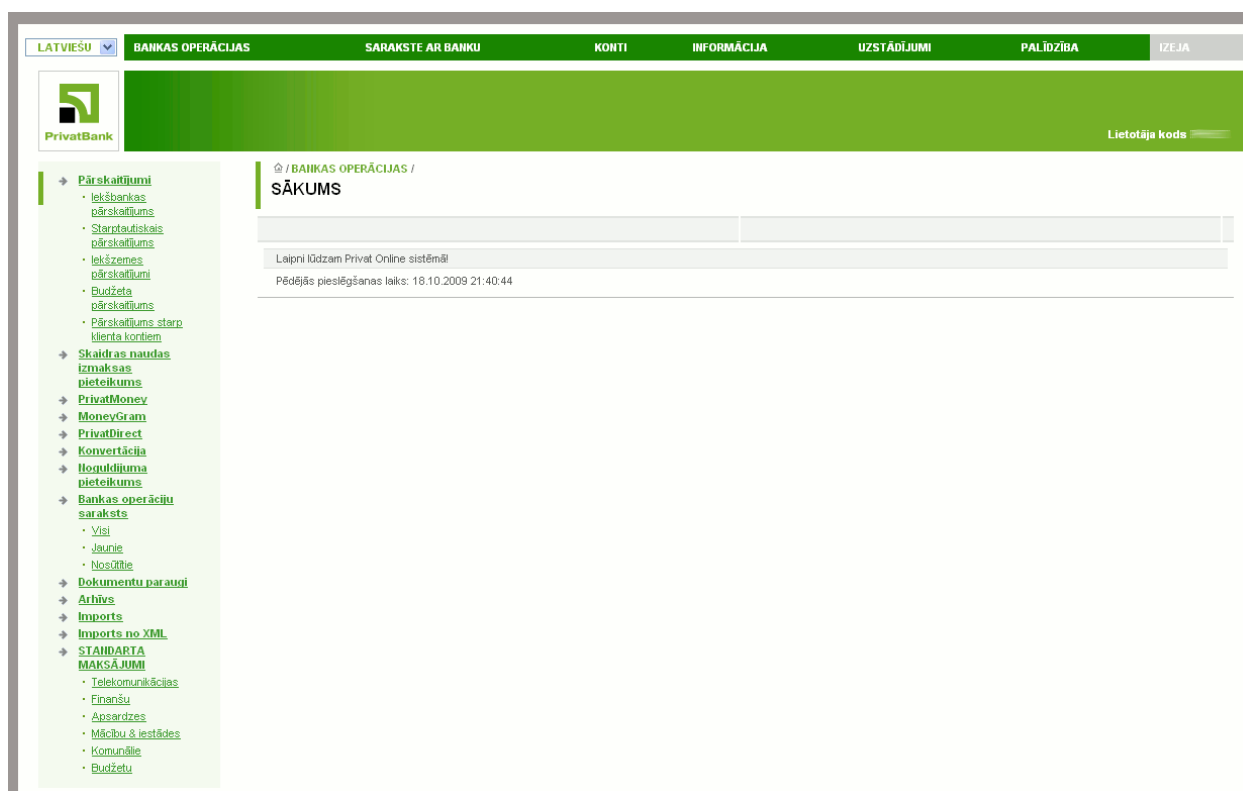 LATVIEŠU BANKAS OPERĀCIJAS SARAKSTE AR BANKU KONTI INFORMĀCIJA UZSTĀDĪJUMI PALĪDZĪBA IZEJA
PrivatBank
Lietotāja kods
/ BANKAS OPERĀCIJAS /
SĀKUMS
Laipni lūdzam Privat Online sistēmā!
Pēdējās pieslēgšanas laiks: 18.10.2009 21:40:44
Pārskaitījumi
Iekšbankas
pārskaitījums
Starptautiskais
pārskaitījums
Iekšzemes
pārskaitījumi
Budžeta
pārskaitījums
Pārskaitījums starp
klienta kontiem
Skaidras naudas
izmaksas
pieteikums
PrivatMoney
MoneyGram
PrivatDirect
Konvertācija
Noguldījuma
pieteikums
Bankas operāciju
saraksts
Visi
Jaunie
Nosūtītie
Dokumentu paraugi
Arhīvs
Imports
Imports no XML
STANDARTA
MAKSĀJUMI
Telekomunikācijas
Finanšu
Apsardzes
Mācību & iestādes
Komunālie
Budžetu